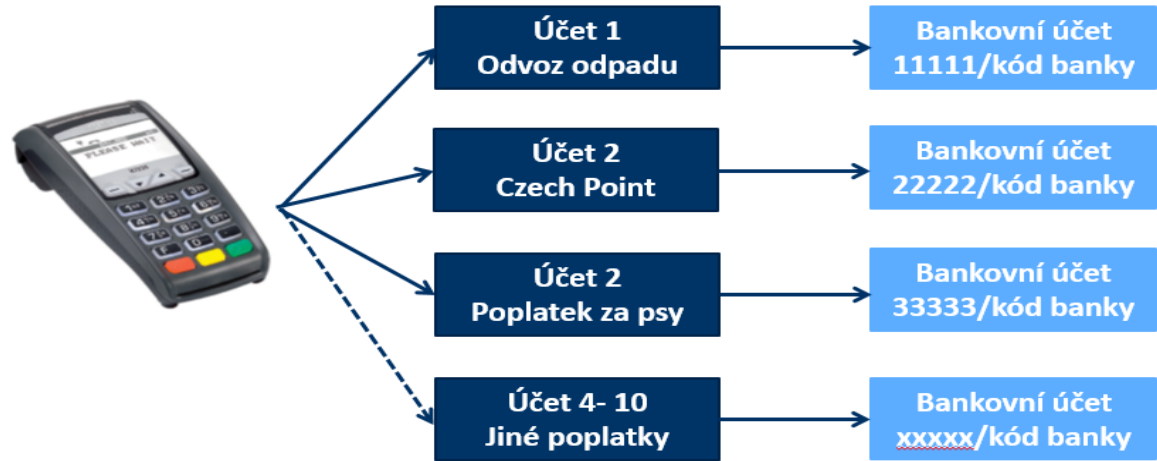 Účet 1
Odvoz odpadu
Bankovní účet
11111/kód banky
PLEASE WAIT
Účet 2
Czech Point
Bankovní účet
22222/kód banky
Účet 2
Poplatek za psy
Bankovní účet
33333/kód banky
Účet 4- 10
Jiné poplatky
Bankovní účet
xxxxx/kód banky